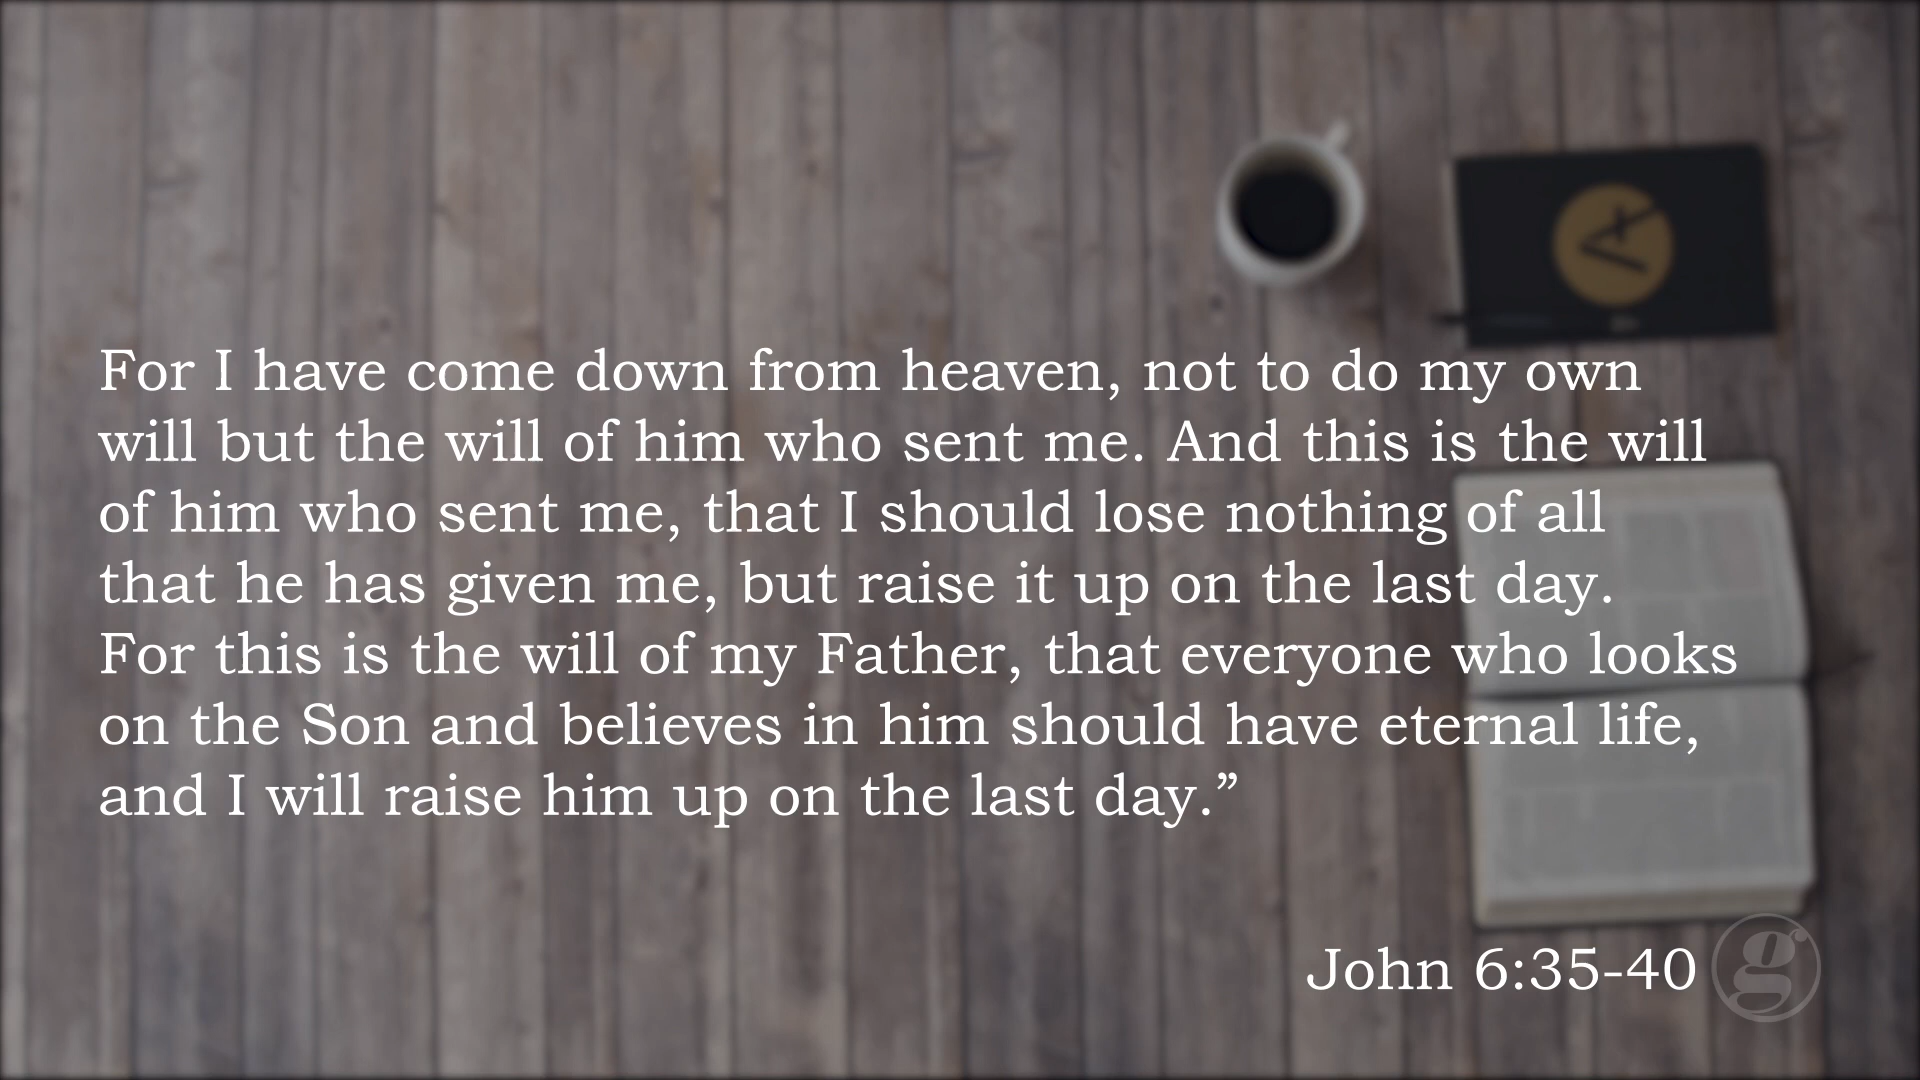 For I have come down from heaven, not to do my own
will but the will of him who sent me. And this is the will
of him who sent me, that I should lose nothing of all
that he has given me, but raise it up on the last day.
For this is the will of my Father, that everyone who looks
on the Son and believes in him should have eternal life,
and I will raise him up on the last day.”
John 6:35-40
g